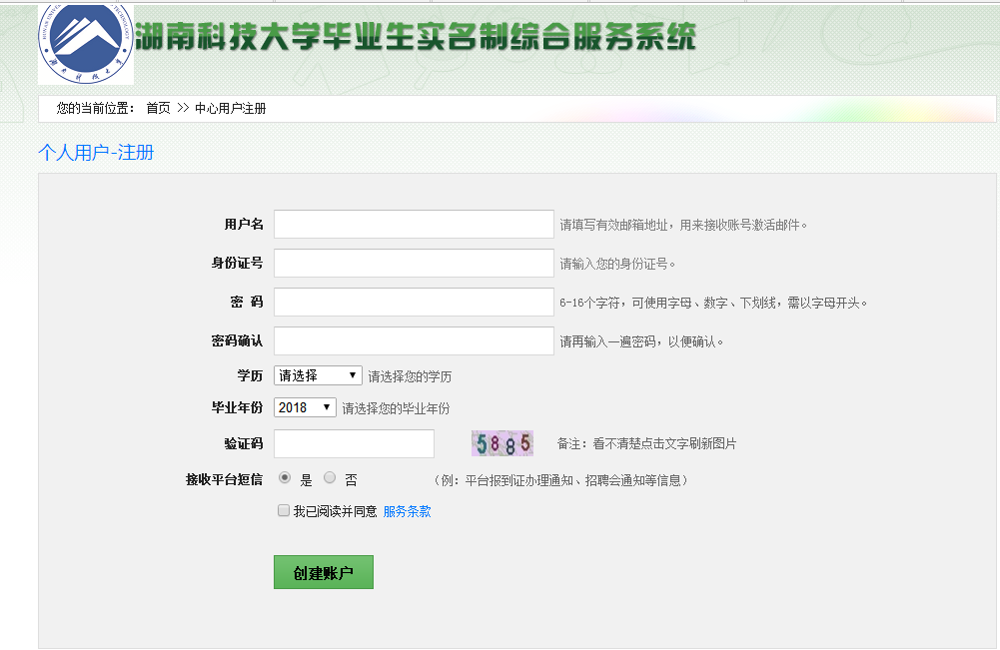 湖南科技大学毕业生实名制综合服务系统
您的当前位置： 首页 >> 中心用户注册
个人用户-注册
用户名 请填写有效邮箱地址，用来接收账号激活邮件。
身份证号 请输入您的身份证号。
密 码 6-16个字符，可使用字母、数字、下划线，需以字母开头。
密码确认 请再输入一遍密码，以便确认。
学历 请选择 请选择您的学历
毕业年份 2018 请选择您的毕业年份
验证码 5885 备注：看不清楚点击文字刷新图片
接收平台短信 是 否 （例：平台报到证办理通知、招聘会通知等信息）
我已阅读并同意 服务条款
创建账户